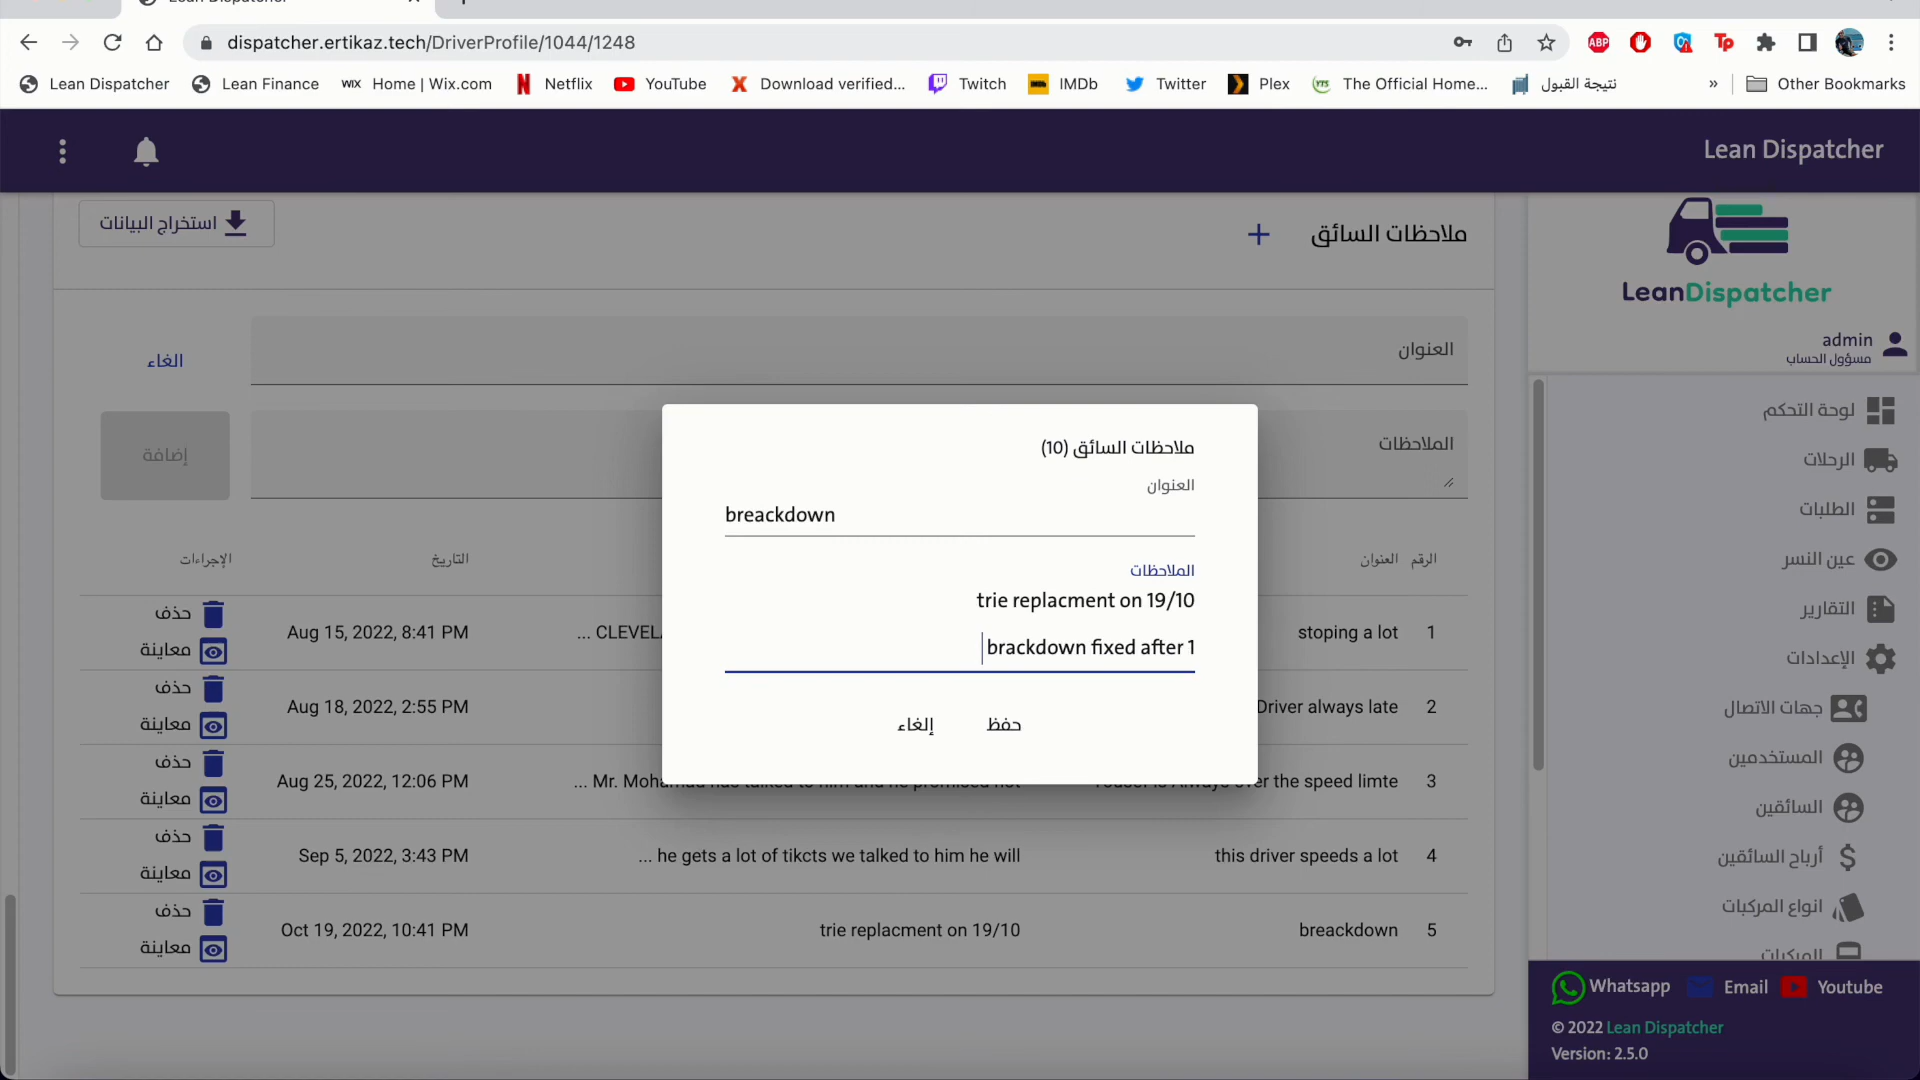 dispatcher.ertikaz.tech/DriverProfile/1044/1248
Lean Dispatcher
Lean Finance
Home | Wix.com
Netflix
YouTube
Download verified...
Twitch
IMDb
Twitter
Plex
The Official Home...
نتيجة القبول
»
Other Bookmarks
Lean Dispatcher
LeanDispatcher
admin
مسؤول الحساب
لوحة التحكم
الرحلات
الطلبات
عين النسر
التقارير
الإعدادات
جهات الاتصال
المستخدمين
السائقين
أرباح السائقين
انواع المركبات
المركبات
Whatsapp
Email
Youtube
© 2022 Lean Dispatcher
Version: 2.5.0
ملاحظات السائق
استخراج البيانات
العنوان
الغاء
الملاحظات
إضافة
الرقم العنوان التاريخ الإجراءات
1 stoping a lot ... CLEVELA Aug 15, 2022, 8:41 PM حذف
معاينة
2 Driver always late Aug 18, 2022, 2:55 PM حذف
معاينة
3 over the speed limte ... Mr. Mohamad has talked to him and he promised not Aug 25, 2022, 12:06 PM حذف
معاينة
4 this driver speeds a lot ... he gets a lot of tikcts we talked to him he will Sep 5, 2022, 3:43 PM حذف
معاينة
5 breackdown trie replacment on 19/10 Oct 19, 2022, 10:41 PM حذف
معاينة
ملاحظات السائق (10)
العنوان
breackdown
الملاحظات
trie replacment on 19/10
brackdown fixed after 1
حفظ
إلغاء